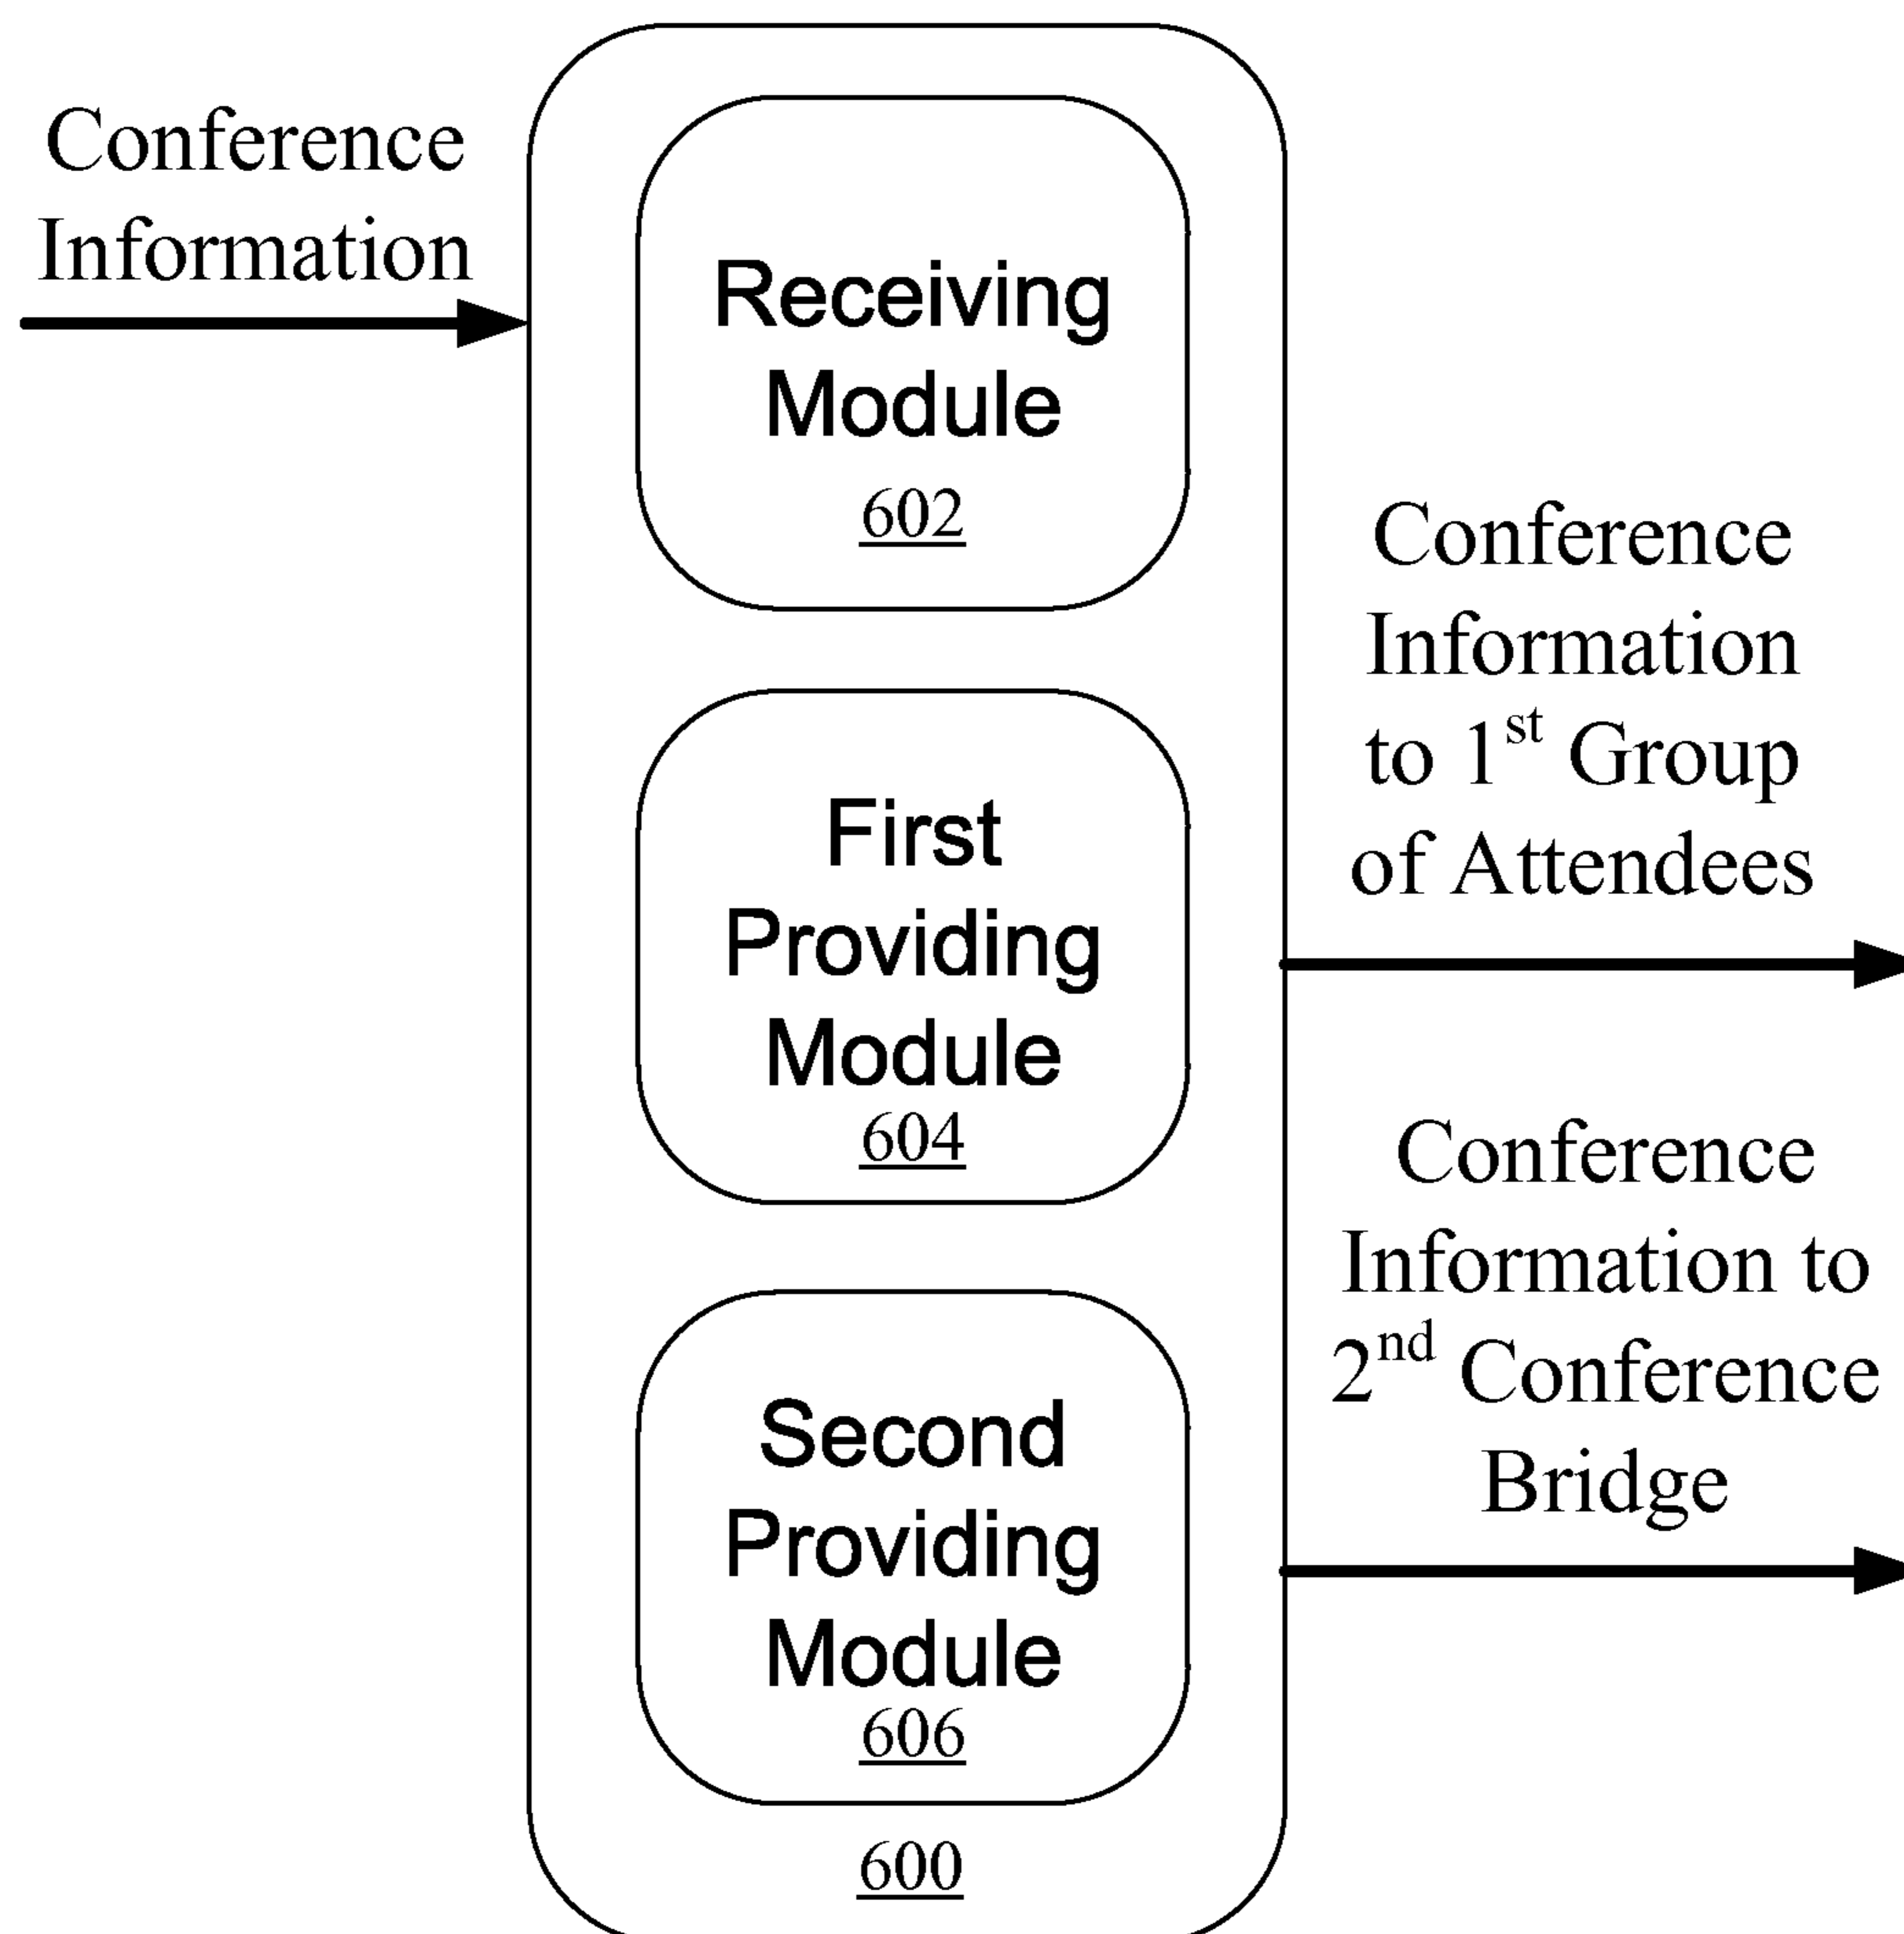 Conference
Information
Receiving
Module
602
First
Providing
Module
604
Second
Providing
Module
606
600
Conference
Information
to 1st Group
of Attendees
Conference
Information to
2nd Conference
Bridge